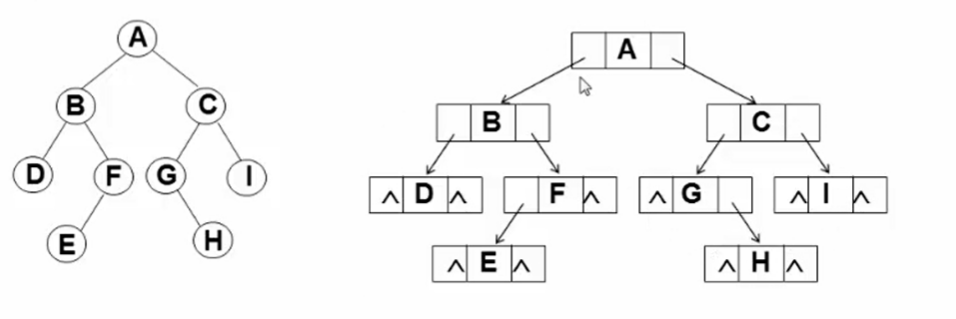 A
B C
D F G I
E H
A
B C
^ D ^ F ^ ^ G ^ I ^
^ E ^ ^ H ^